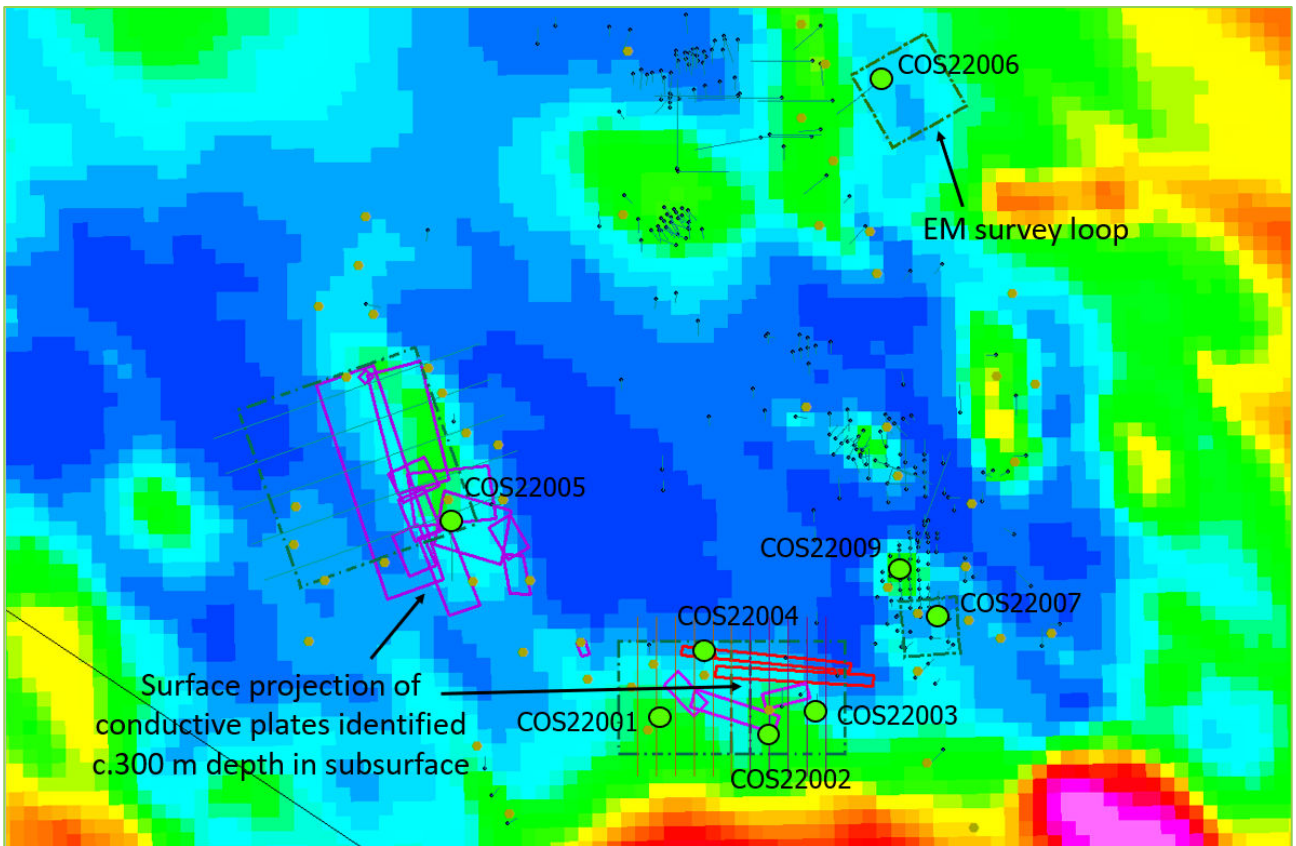 COS22006
EM survey loop
COS22005
COS22009
COS22007
COS22004
Surface projection of
conductive plates identified
c.300 m depth in subsurface
COS22001
COS22003
COS22002